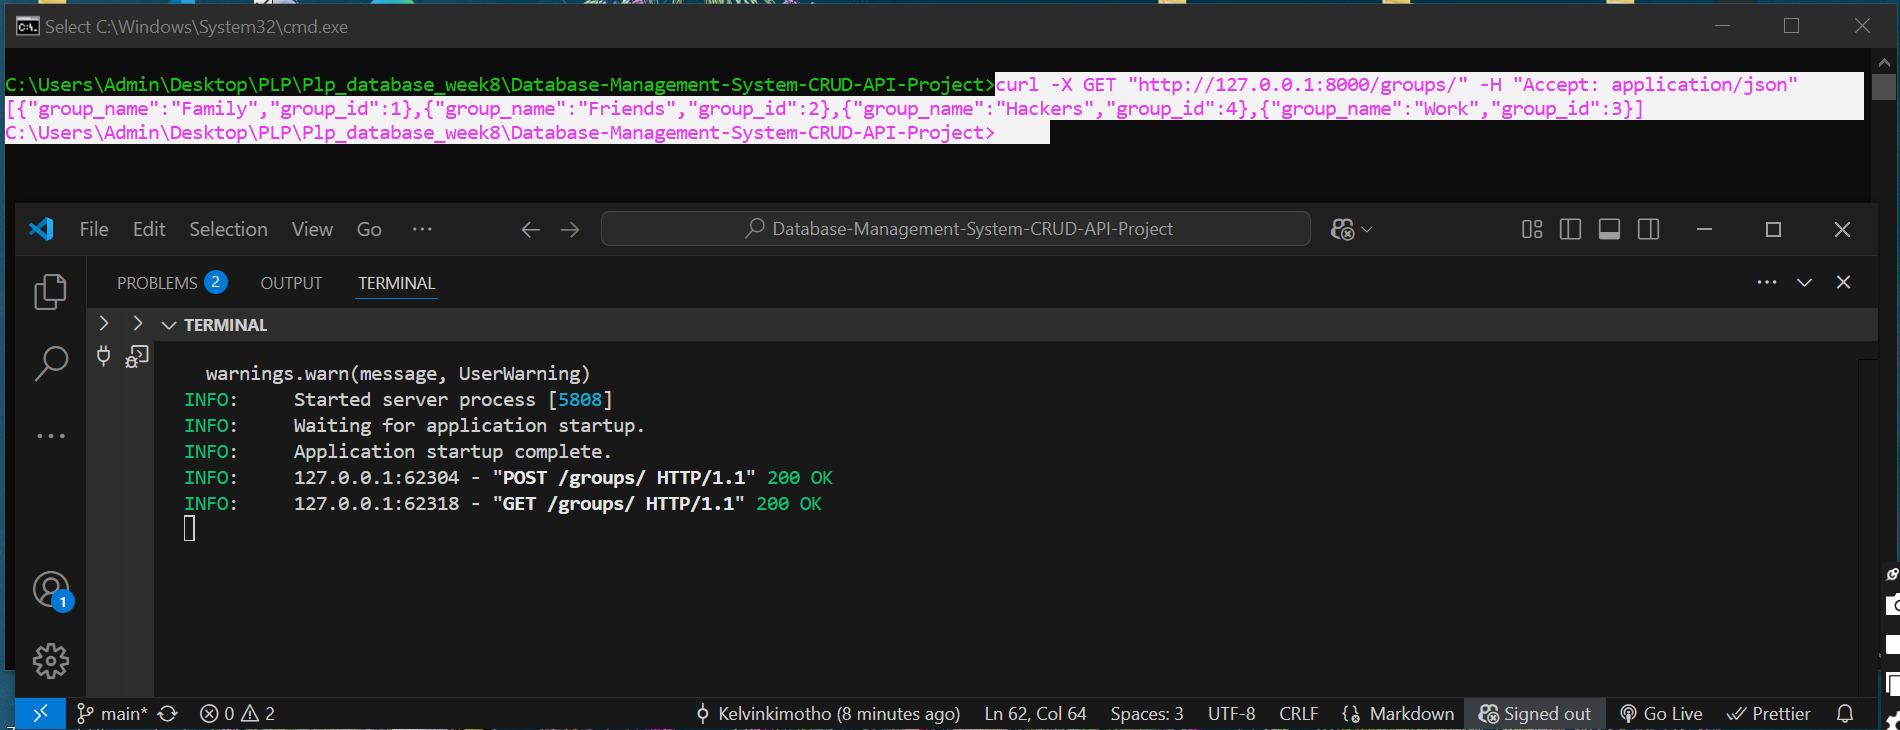 Select C:\Windows\System32\cmd.exe
C:\Users\Admin\Desktop\PLP\Plp_database_week8\Database-Management-System-CRUD-API-Project>curl -X GET "http://127.0.0.1:8000/groups/" -H "Accept: application/json"
[{"group_name":"Family","group_id":1},{"group_name":"Friends","group_id":2},{"group_name":"Hackers","group_id":4},{"group_name":"Work","group_id":3}]
C:\Users\Admin\Desktop\PLP\Plp_database_week8\Database-Management-System-CRUD-API-Project>
File Edit Selection View Go ··· Database-Management-System-CRUD-API-Project
PROBLEMS 2 OUTPUT TERMINAL
TERMINAL
warnings.warn(message, UserWarning)
INFO: Started server process [5808]
INFO: Waiting for application startup.
INFO: Application startup complete.
INFO: 127.0.0.1:62304 - "POST /groups/ HTTP/1.1" 200 OK
INFO: 127.0.0.1:62318 - "GET /groups/ HTTP/1.1" 200 OK
1
main* 0 2 Kelvinkimotho (8 minutes ago) Ln 62, Col 64 Spaces: 3 UTF-8 CRLF Markdown Signed out Go Live Prettier